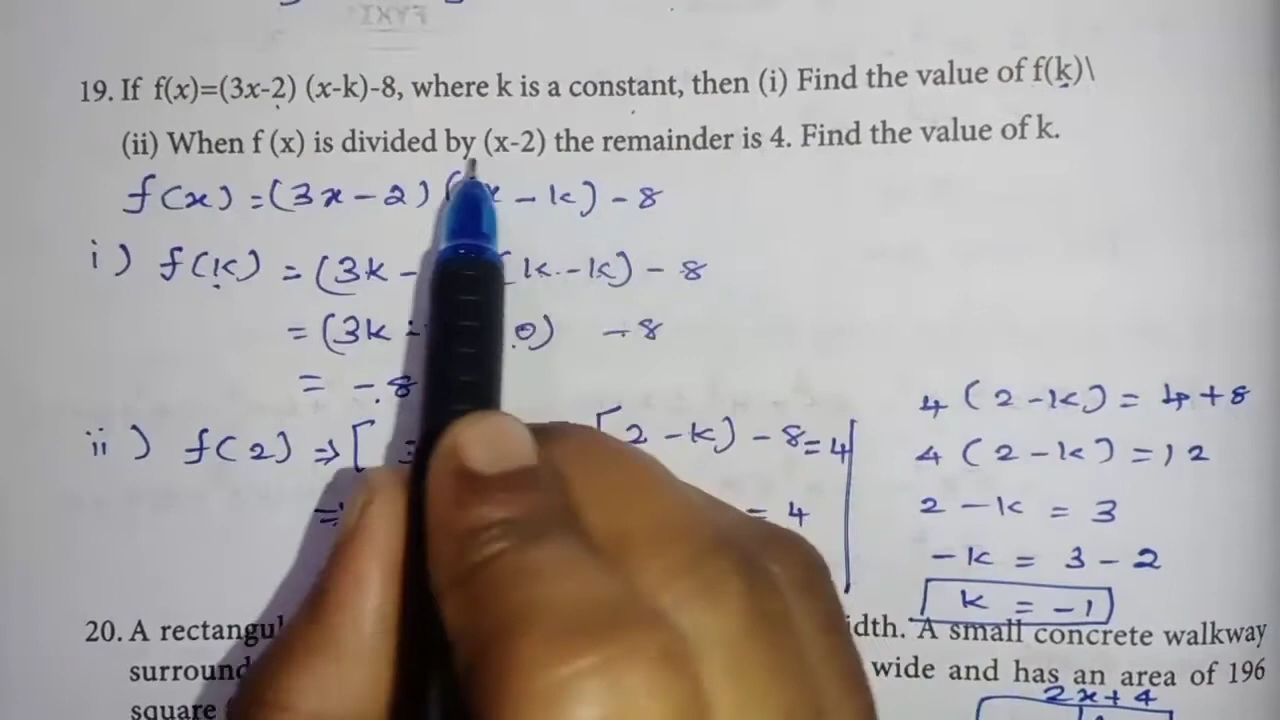 19. If f(x)=(3x-2) (x-k)-8, where k is a constant, then (i) Find the value of f(k)\
(ii) When f (x) is divided by (x-2) the remainder is 4. Find the value of k.
f(x) = (3x - 2) ( - k) - 8
i) f(k) = (3k - [k - k) - 8
= (3k 0) - 8
= - 8
ii) f(2) ⇒ [ [2 - k) - 8 = 4
= 4
4 (2 - k) = 4 + 8
4 (2 - k) = 12
2 - k = 3
- k = 3 - 2
k = -1
20. A A small concrete walkway
wide and has an area of 196
square
2x + 4